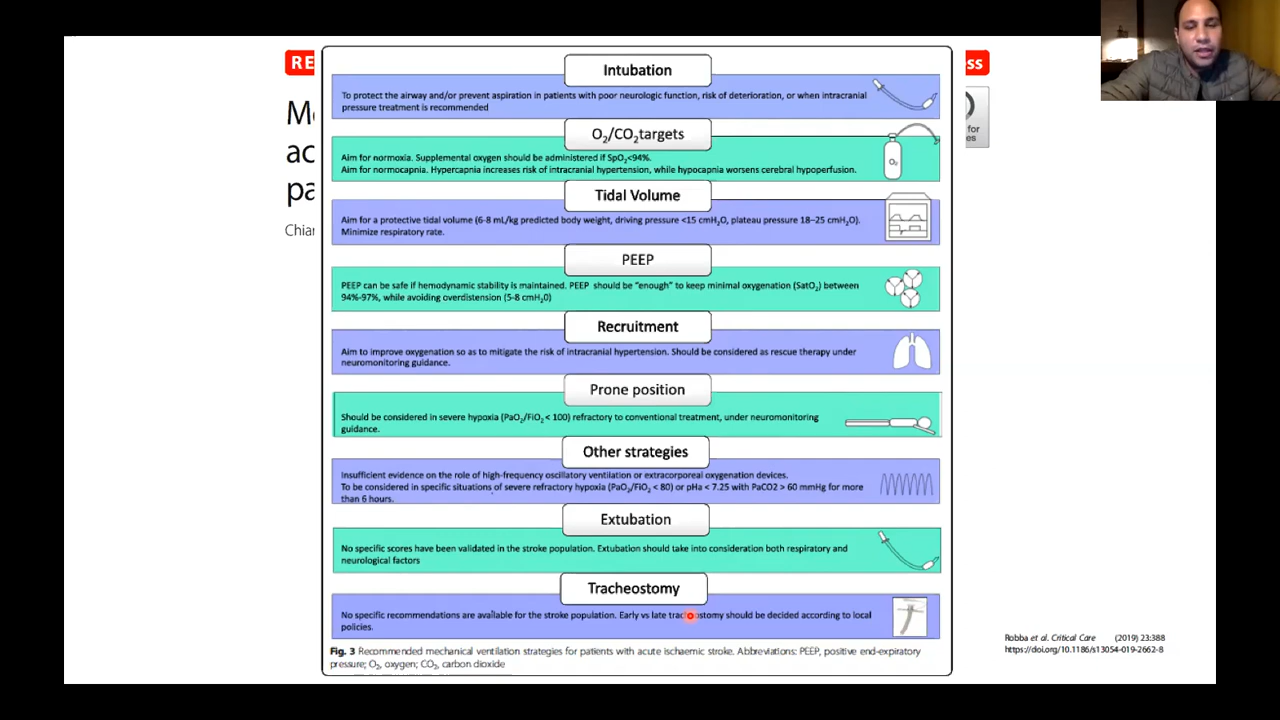 RE
ss
Me
ac
pa
Chiar
for
es
Intubation
To protect the airway and/or prevent aspiration in patients with poor neurologic function, risk of deterioration, or when intracranial
pressure treatment is recommended
O₂/CO₂targets
Aim for normoxia. Supplemental oxygen should be administered if SpO₂<94%.
Aim for normocapnia. Hypercapnia increases risk of intracranial hypertension, while hypocapnia worsens cerebral hypoperfusion.
O₂
Tidal Volume
Aim for a protective tidal volume (6-8 mL/kg predicted body weight, driving pressure <15 cmH₂O, plateau pressure 18–25 cmH₂O).
Minimize respiratory rate.
PEEP
PEEP can be safe if hemodynamic stability is maintained. PEEP should be “enough” to keep minimal oxygenation (SatO₂) between
94%-97%, while avoiding overdistension (5-8 cmH₂0)
Recruitment
Aim to improve oxygenation so as to mitigate the risk of intracranial hypertension. Should be considered as rescue therapy under
neuromonitoring guidance.
Prone position
Should be considered in severe hypoxia (PaO₂/FiO₂ < 100) refractory to conventional treatment, under neuromonitoring
guidance.
Other strategies
Insufficient evidence on the role of high-frequency oscillatory ventilation or extracorporeal oxygenation devices.
To be considered in specific situations of severe refractory hypoxia (PaO₂/FiO₂ < 80) or pHa < 7.25 with PaCO2 > 60 mmHg for more
than 6 hours.
Extubation
No specific scores have been validated in the stroke population. Extubation should take into consideration both respiratory and
neurological factors
Tracheostomy
No specific recommendations are available for the stroke population. Early vs late tracheostomy should be decided according to local
policies.
Fig. 3 Recommended mechanical ventilation strategies for patients with acute ischaemic stroke. Abbreviations: PEEP, positive end-expiratory
pressure; O₂, oxygen; CO₂, carbon dioxide
Robba et al. Critical Care (2019) 23:388
https://doi.org/10.1186/s13054-019-2662-8